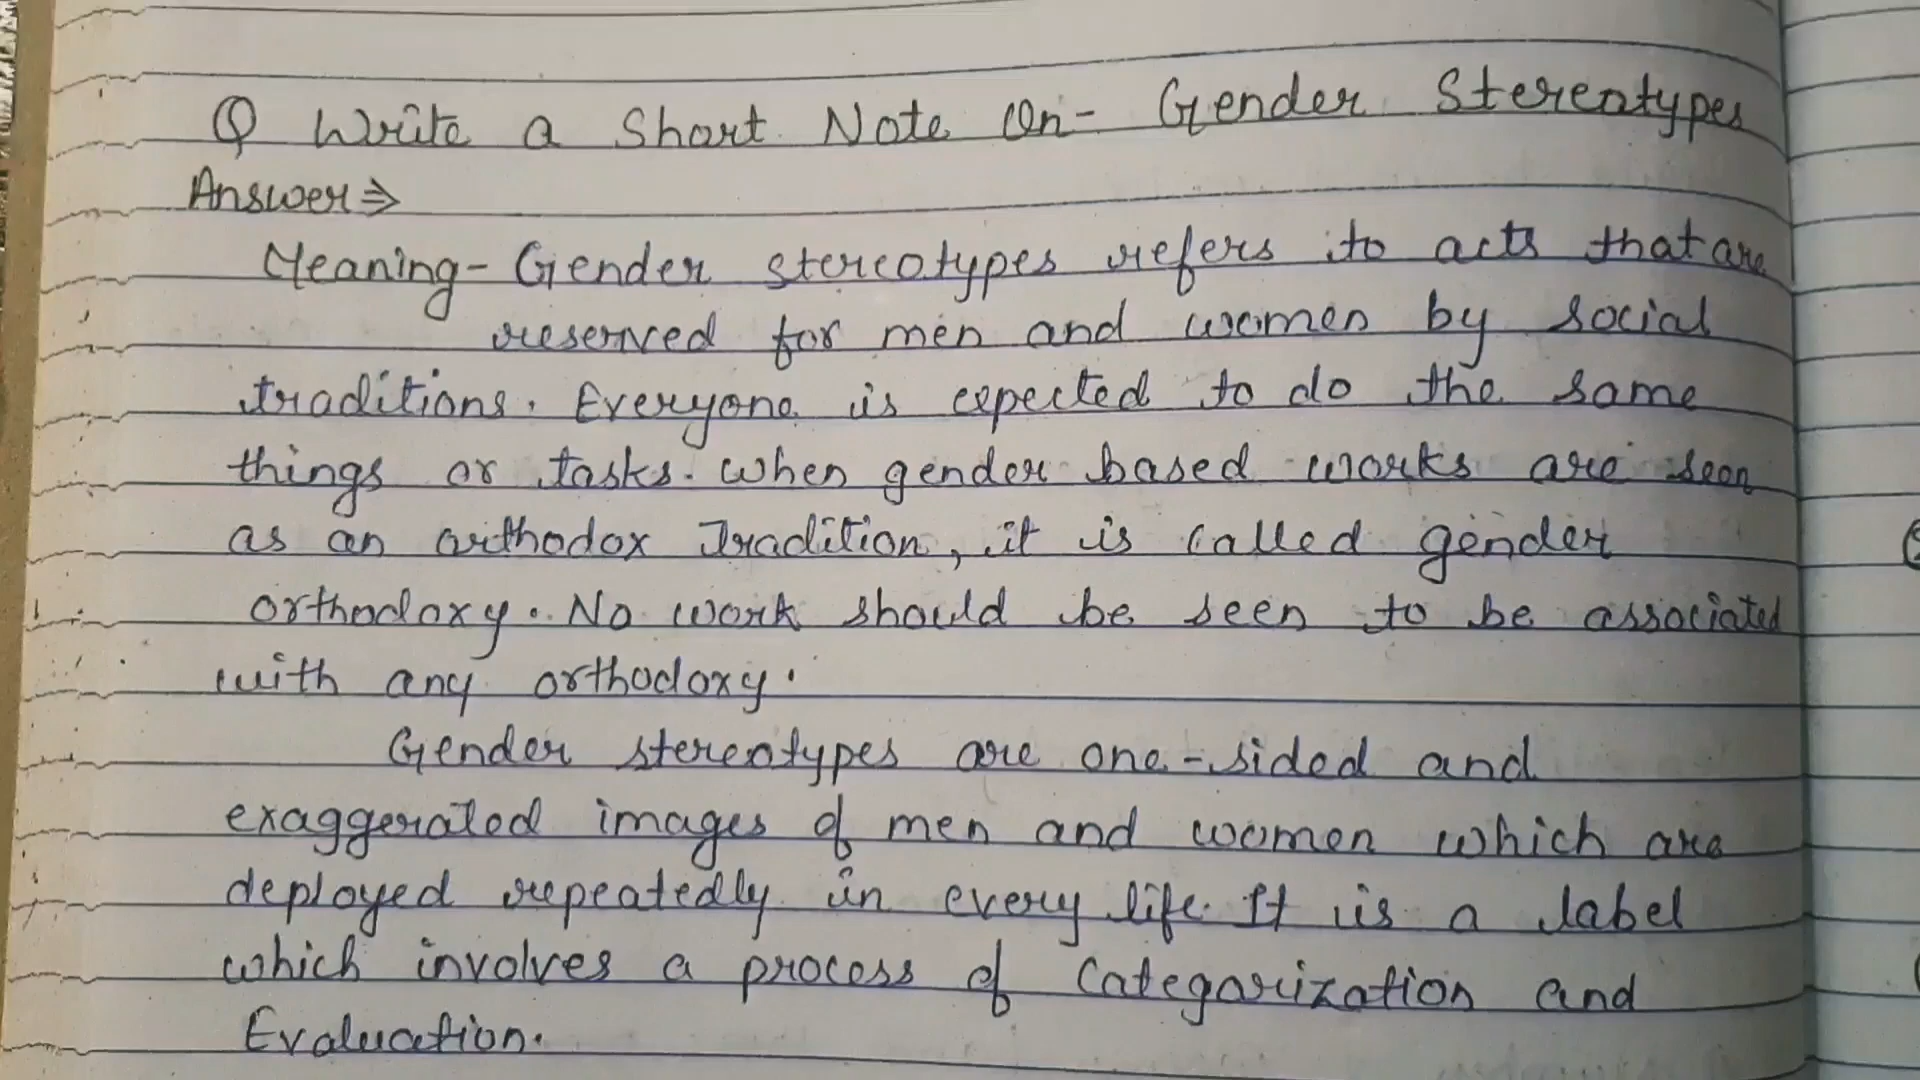 Q Write a Short Note On- Gender Stereotypes
Answer⇒
Meaning- Gender stereotypes refers to acts that are
reserved for men and women by social
traditions. Everyone is expected to do the same
things or tasks. When gender based works are seen
as an orthodox Tradition, it is called gender
orthodoxy. No work should be seen to be associated
with any orthodoxy.
Gender stereotypes are one-sided and
exaggerated images of men and women which are
deployed repeatedly in every life. It is a label
which involves a process of Categorization and
Evaluation.